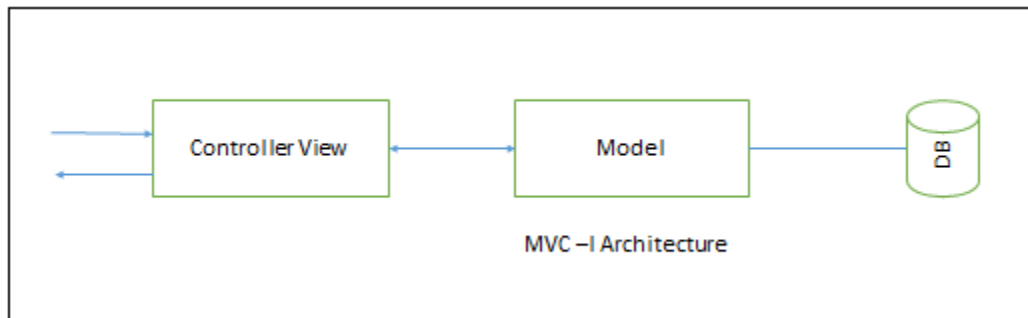 Controller View
Model
DB
MVC –I Architecture